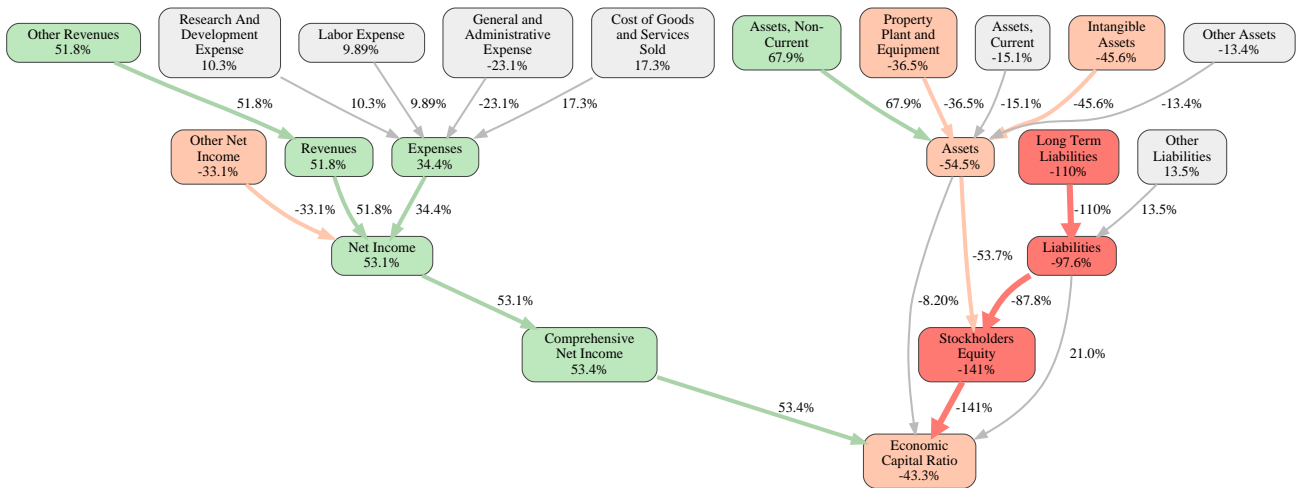 Other Revenues
51.8%
Research And
Development
Expense
10.3%
Labor Expense
9.89%
General and
Administrative
Expense
-23.1%
Cost of Goods
and Services
Sold
17.3%
Assets, Non-
Current
67.9%
Property
Plant and
Equipment
-36.5%
Assets,
Current
-15.1%
Intangible
Assets
-45.6%
Other Assets
-13.4%
51.8%
10.3%
9.89%
-23.1%
17.3%
67.9%
-36.5%
-15.1%
-45.6%
-13.4%
Other Net
Income
-33.1%
Revenues
51.8%
Expenses
34.4%
Assets
-54.5%
Long Term
Liabilities
-110%
Other
Liabilities
13.5%
-33.1%
51.8%
34.4%
-110%
13.5%
Net Income
53.1%
-53.7%
Liabilities
-97.6%
53.1%
-8.20%
-87.8%
Comprehensive
Net Income
53.4%
Stockholders
Equity
-141%
21.0%
53.4%
-141%
Economic
Capital Ratio
-43.3%